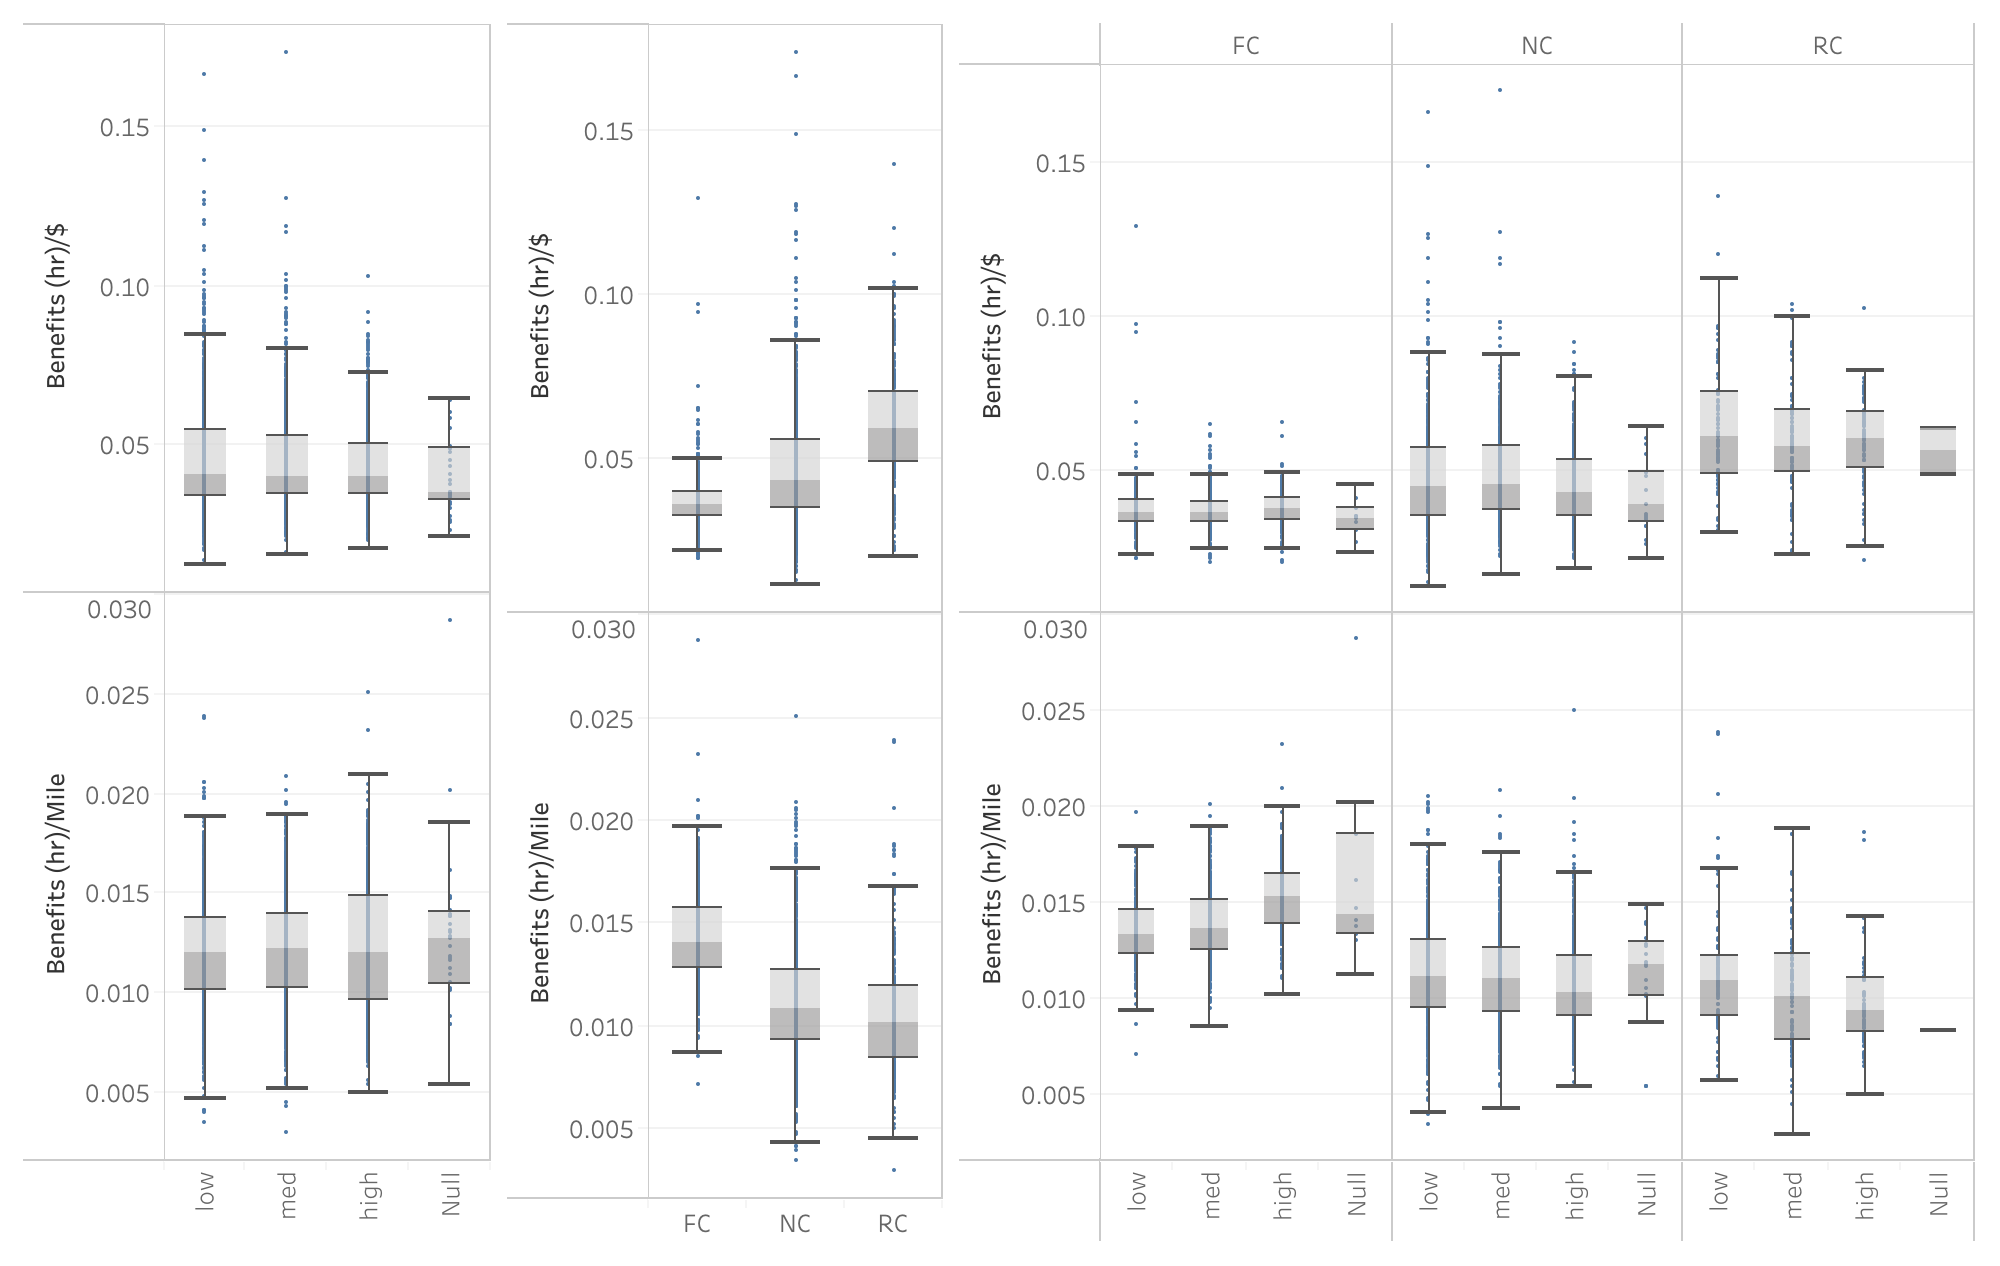 Benefits (hr)/$
0.15
0.10
0.05
Benefits (hr)/Mile
0.030
0.025
0.020
0.015
0.010
0.005
low
med
high
Null
Benefits (hr)/$
0.15
0.10
0.05
Benefits (hr)/Mile
0.030
0.025
0.020
0.015
0.010
0.005
FC NC RC
FC NC RC
Benefits (hr)/$
0.15
0.10
0.05
Benefits (hr)/Mile
0.030
0.025
0.020
0.015
0.010
0.005
low
med
high
Null
low
med
high
Null
low
med
high
Null